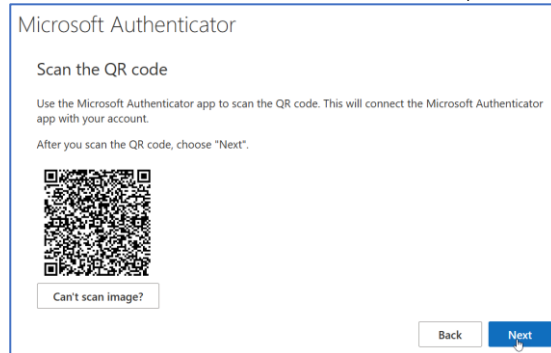 Microsoft Authenticator
Scan the QR code
Use the Microsoft Authenticator app to scan the QR code. This will connect the Microsoft Authenticator
app with your account.
After you scan the QR code, choose "Next".
Can't scan image?
Back Next